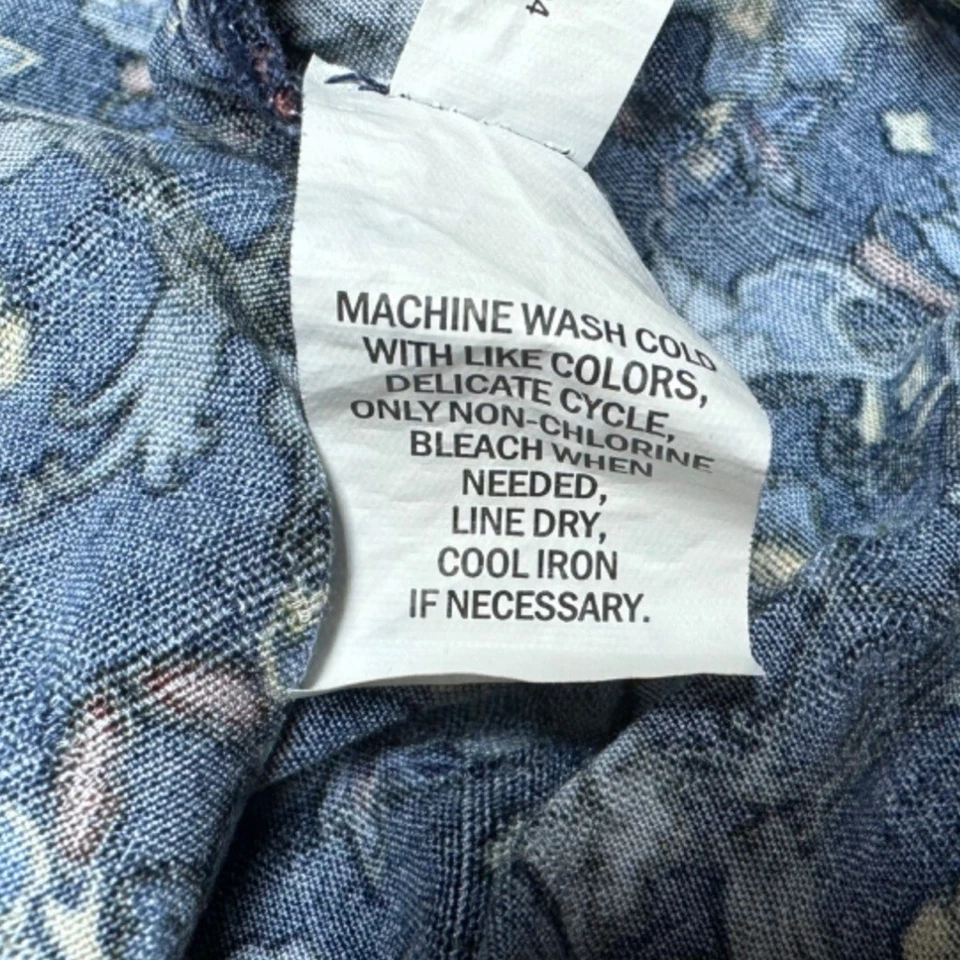 4
MACHINE WASH COLD
WITH LIKE COLORS,
DELICATE CYCLE,
ONLY NON-CHLORINE
BLEACH WHEN
NEEDED,
LINE DRY,
COOL IRON
IF NECESSARY.